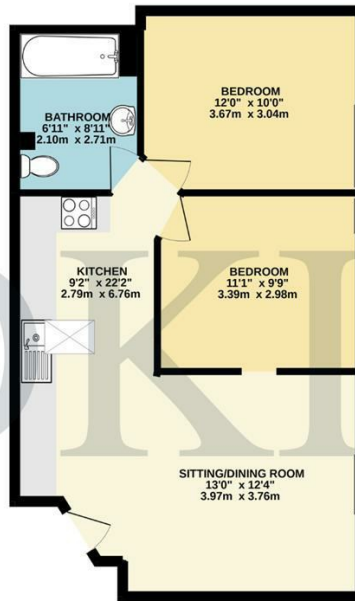 BEDROOM
12'0" x 10'0"
3.67m x 3.04m
BATHROOM
6'11" x 8'11"
2.10m x 2.71m
KITCHEN
9'2" x 22'2"
2.79m x 6.76m
BEDROOM
11'1" x 9'9"
3.39m x 2.98m
SITTING/DINING ROOM
13'0" x 12'4"
3.97m x 3.76m